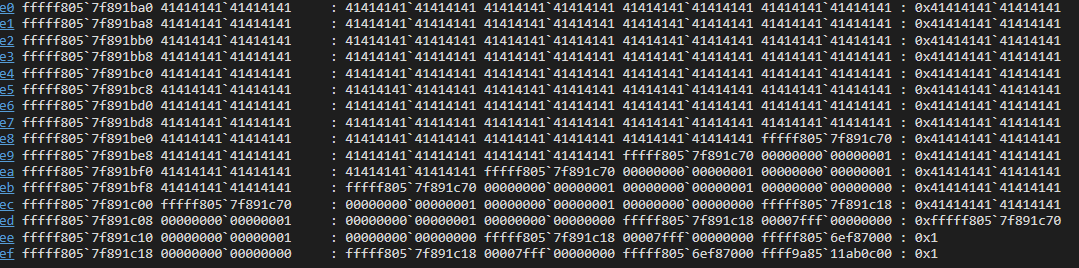 e0 fffff805`7f891ba0 41414141`41414141 : 41414141`41414141 41414141`41414141 41414141`41414141 41414141`41414141 : 0x41414141`41414141
e1 fffff805`7f891ba8 41414141`41414141 : 41414141`41414141 41414141`41414141 41414141`41414141 41414141`41414141 : 0x41414141`41414141
e2 fffff805`7f891bb0 41414141`41414141 : 41414141`41414141 41414141`41414141 41414141`41414141 41414141`41414141 : 0x41414141`41414141
e3 fffff805`7f891bb8 41414141`41414141 : 41414141`41414141 41414141`41414141 41414141`41414141 41414141`41414141 : 0x41414141`41414141
e4 fffff805`7f891bc0 41414141`41414141 : 41414141`41414141 41414141`41414141 41414141`41414141 41414141`41414141 : 0x41414141`41414141
e5 fffff805`7f891bc8 41414141`41414141 : 41414141`41414141 41414141`41414141 41414141`41414141 41414141`41414141 : 0x41414141`41414141
e6 fffff805`7f891bd0 41414141`41414141 : 41414141`41414141 41414141`41414141 41414141`41414141 41414141`41414141 : 0x41414141`41414141
e7 fffff805`7f891bd8 41414141`41414141 : 41414141`41414141 41414141`41414141 41414141`41414141 41414141`41414141 : 0x41414141`41414141
e8 fffff805`7f891be0 41414141`41414141 : 41414141`41414141 41414141`41414141 41414141`41414141 fffff805`7f891c70 : 0x41414141`41414141
e9 fffff805`7f891be8 41414141`41414141 : 41414141`41414141 41414141`41414141 fffff805`7f891c70 00000000`00000001 : 0x41414141`41414141
ea fffff805`7f891bf0 41414141`41414141 : 41414141`41414141 fffff805`7f891c70 00000000`00000001 00000000`00000001 : 0x41414141`41414141
eb fffff805`7f891bf8 41414141`41414141 : fffff805`7f891c70 00000000`00000001 00000000`00000001 00000000`00000000 : 0x41414141`41414141
ec fffff805`7f891c00 fffff805`7f891c70 : 00000000`00000001 00000000`00000001 00000000`00000000 fffff805`7f891c18 : 0x41414141`41414141
ed fffff805`7f891c08 00000000`00000001 : 00000000`00000001 00000000`00000000 fffff805`7f891c18 00007fff`00000000 : 0xfffff805`7f891c70
ee fffff805`7f891c10 00000000`00000001 : 00000000`00000000 fffff805`7f891c18 00007fff`00000000 fffff805`6ef87000 : 0x1
ef fffff805`7f891c18 00000000`00000000 : fffff805`7f891c18 00007fff`00000000 fffff805`6ef87000 ffff9a85`11ab0c00 : 0x1